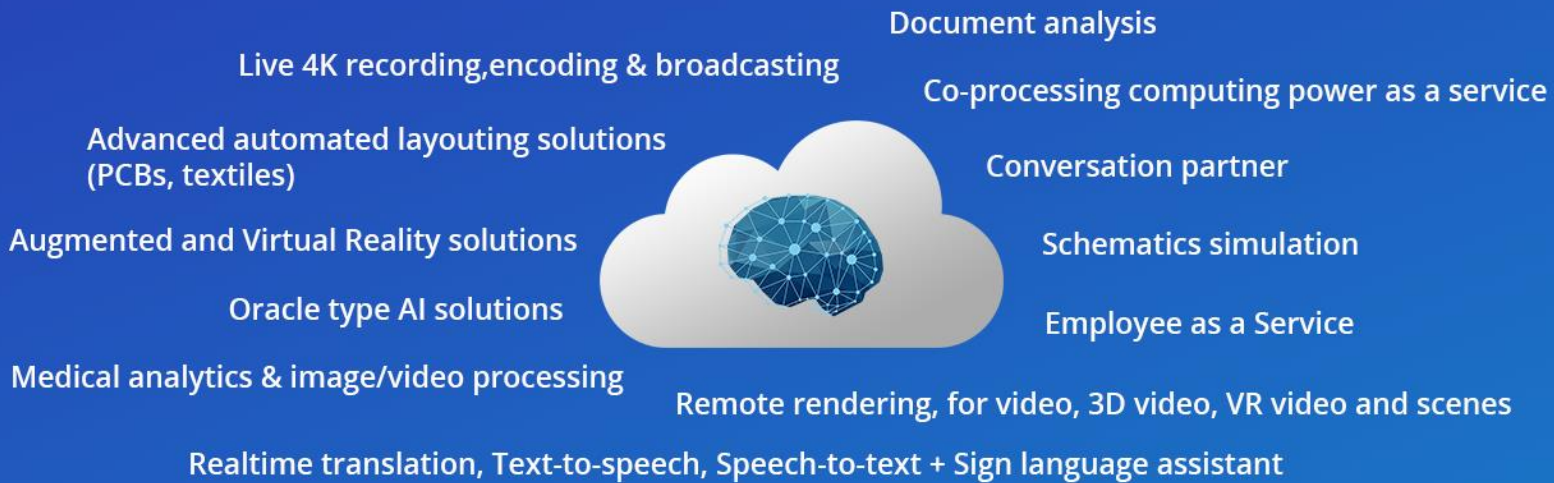 Document analysis
Live 4K recording,encoding & broadcasting
Co-processing computing power as a service
Advanced automated layouting solutions
(PCBs, textiles)
Conversation partner
Augmented and Virtual Reality solutions
Schematics simulation
Oracle type AI solutions
Employee as a Service
Medical analytics & image/video processing
Remote rendering, for video, 3D video, VR video and scenes
Realtime translation, Text-to-speech, Speech-to-text + Sign language assistant